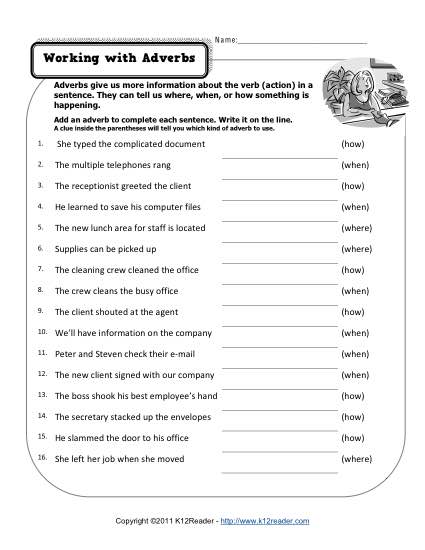 Name:
Working with Adverbs
Adverbs give us more information about the verb (action) in a
sentence. They can tell us where, when, or how something is
happening.
Add an adverb to complete each sentence. Write it on the line.
A clue inside the parentheses will tell you which kind of adverb to use.
1. She typed the complicated document (how)
2. The multiple telephones rang (when)
3. The receptionist greeted the client (how)
4. He learned to save his computer files (when)
5. The new lunch area for staff is located (where)
6. Supplies can be picked up (where)
7. The cleaning crew cleaned the office (how)
8. The crew cleans the busy office (when)
9. The client shouted at the agent (how)
10. We'll have information on the company (when)
11. Peter and Steven check their e-mail (when)
12. The new client signed with our company (when)
13. The boss shook his best employee's hand (how)
14. The secretary stacked up the envelopes (how)
15. He slammed the door to his office (how)
16. She left her job when she moved (where)
Copyright ©2011 K12Reader - http://www.k12reader.com